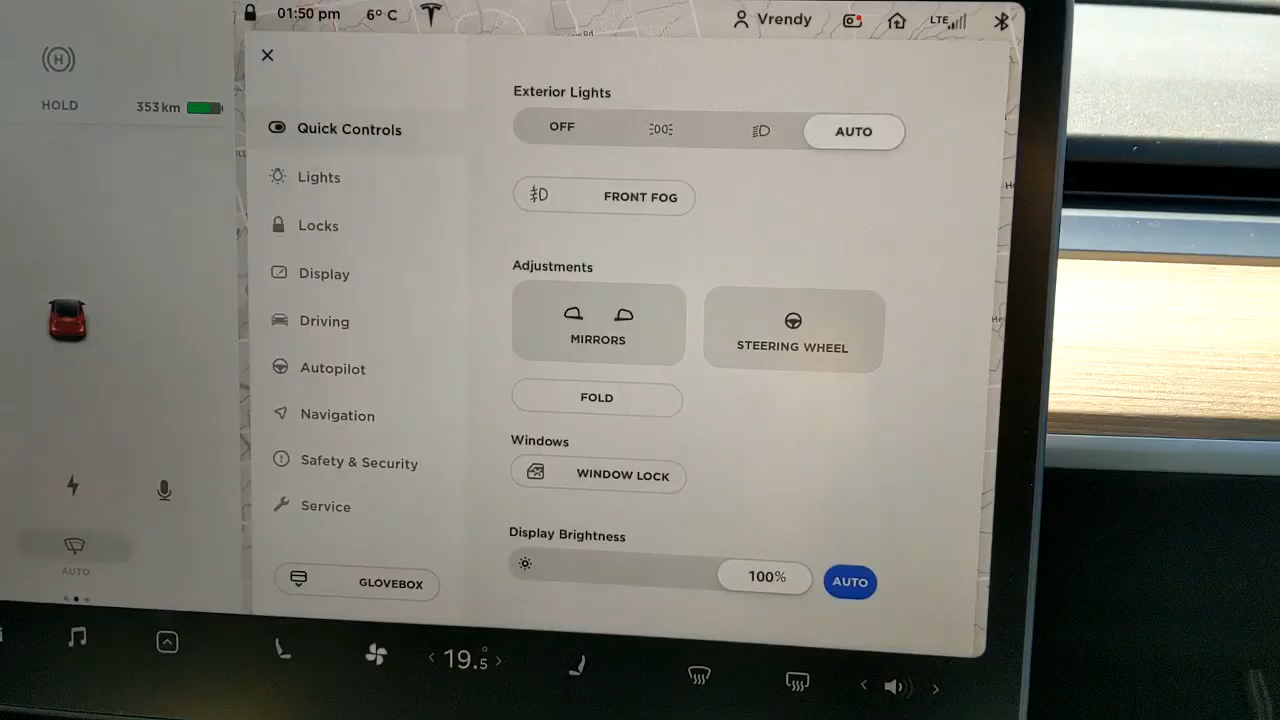 01:50 pm 6° C Vrendy LTE
HOLD 353 km
Quick Controls
Lights
Locks
Display
Driving
Autopilot
Navigation
Safety & Security
Service
GLOVEBOX
Exterior Lights
OFF AUTO
FRONT FOG
Adjustments
MIRRORS STEERING WHEEL
FOLD
Windows
WINDOW LOCK
Display Brightness
100% AUTO
AUTO
19.5